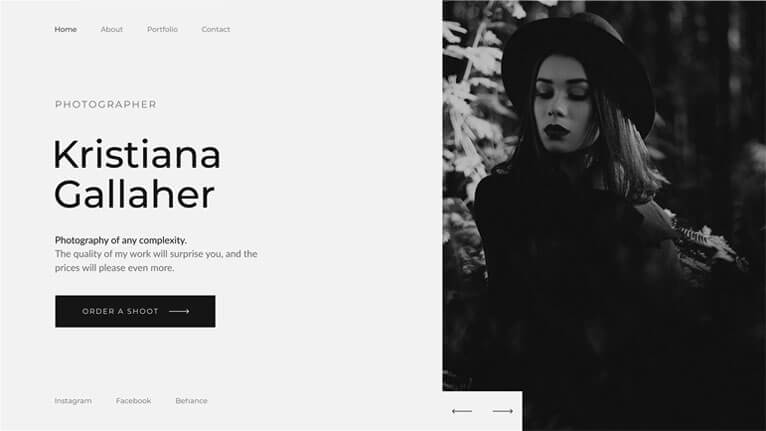 Home About Portfolio Contact
PHOTOGRAPHER
Kristiana
Gallaher
Photography of any complexity.
The quality of my work will surprise you, and the
prices will please even more.
ORDER A SHOOT
Instagram Facebook Behance